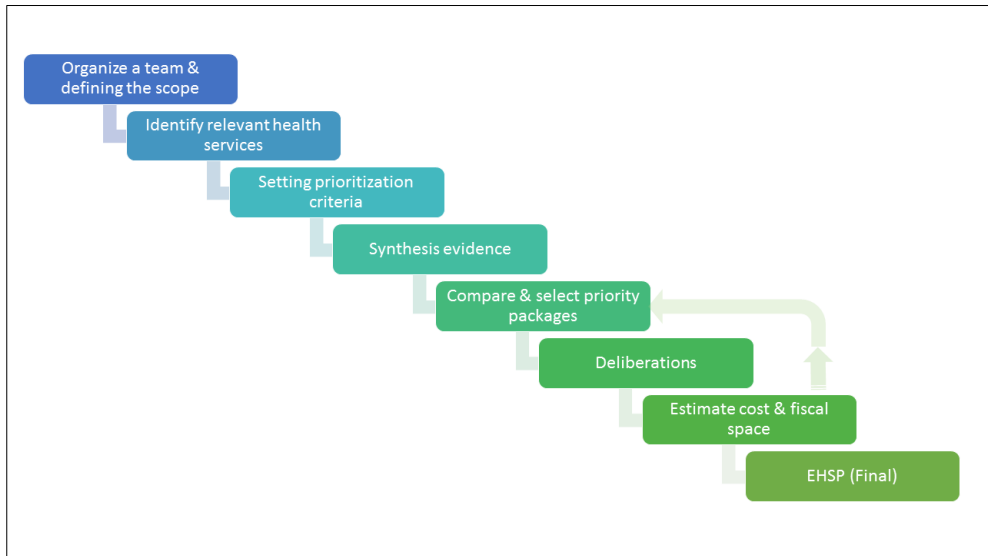 Organize a team &
defining the scope
Identify relevant health
services
Setting prioritization
criteria
Synthesis evidence
Compare & select priority
packages
Deliberations
Estimate cost & fiscal
space
EHSP (Final)